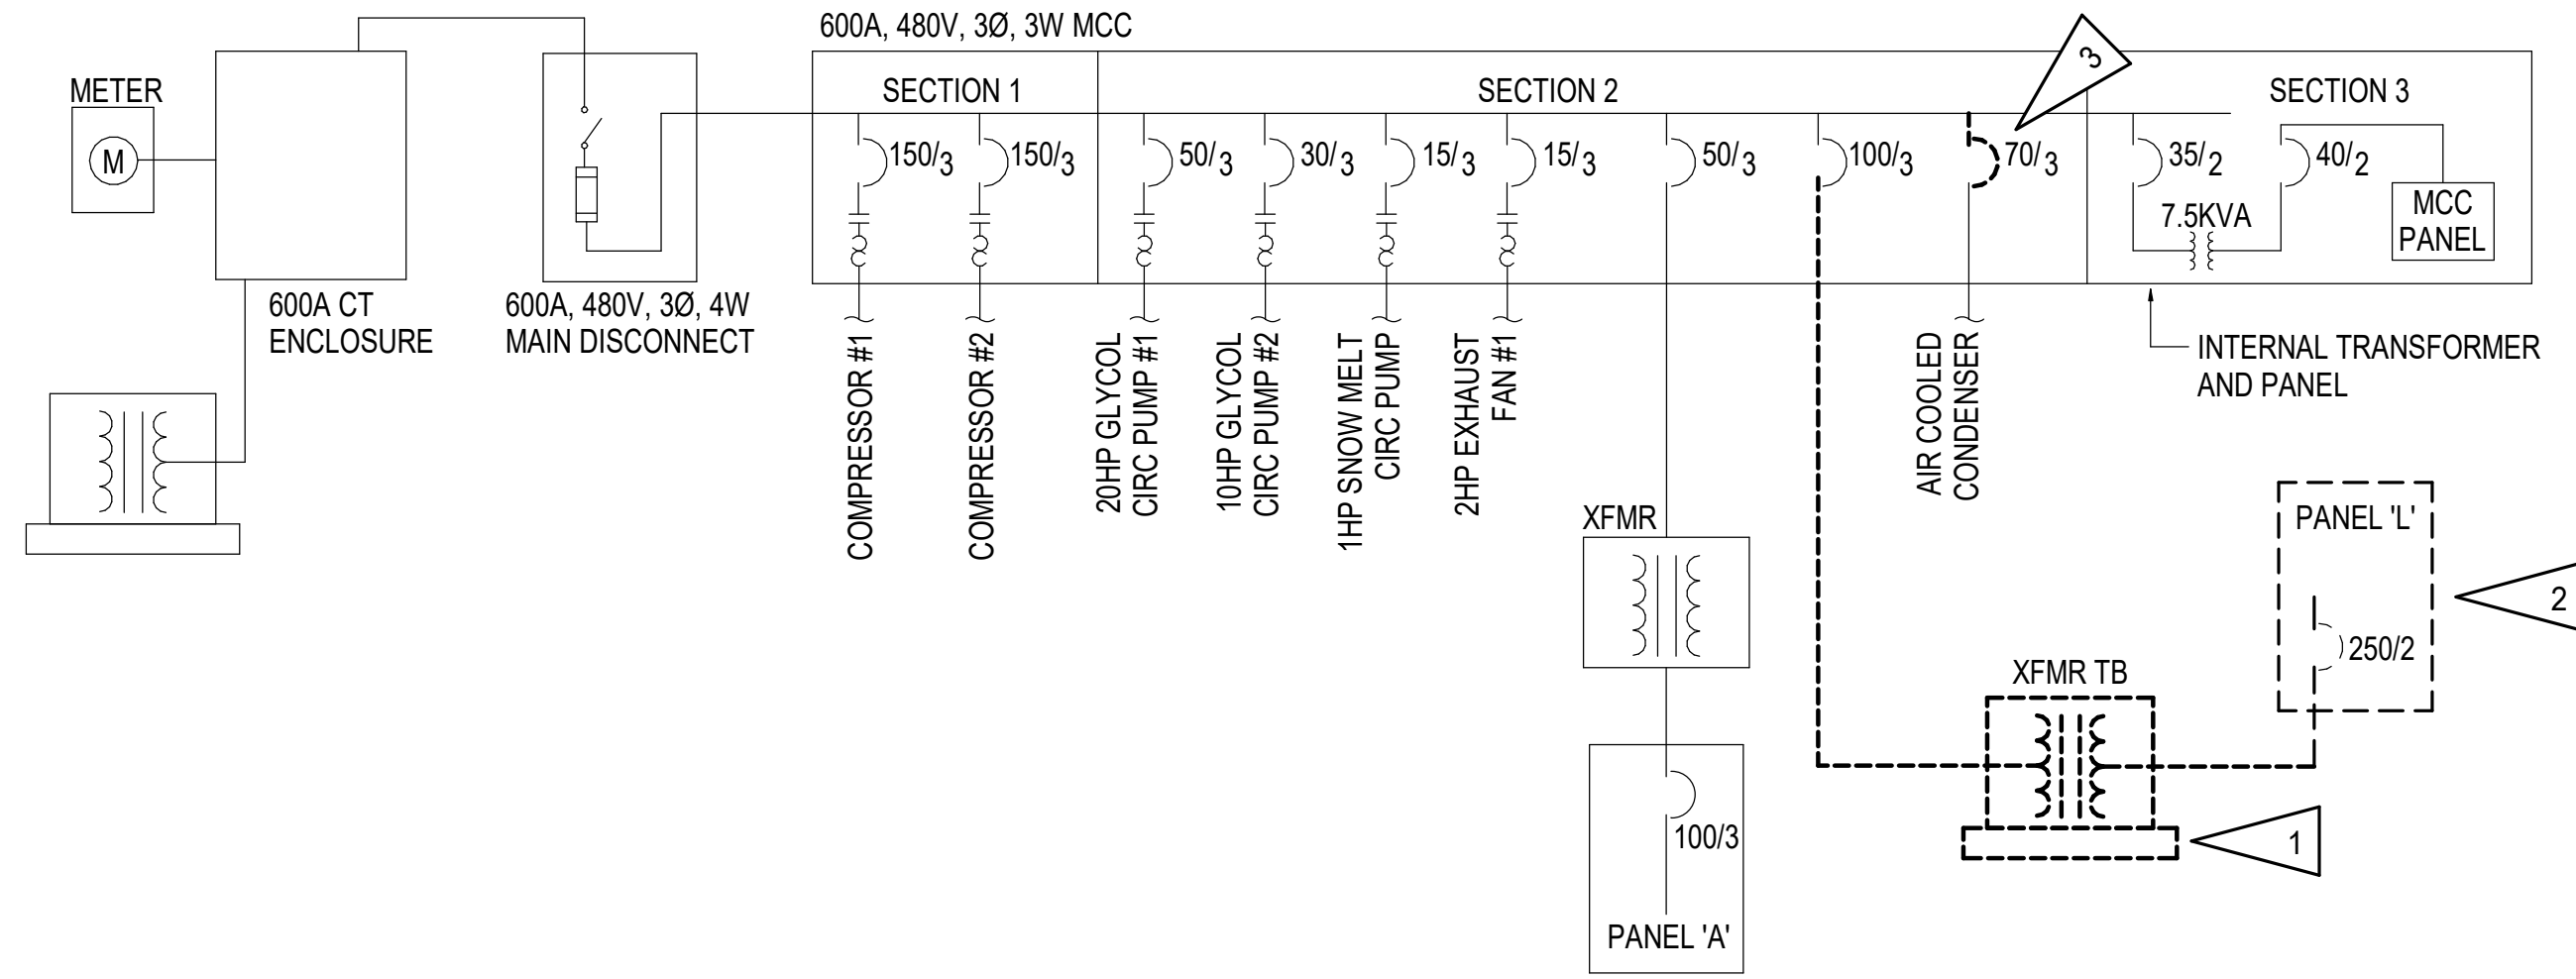 600A, 480V, 3Ø, 3W MCC
METER
M
600A CT
ENCLOSURE
600A, 480V, 3Ø, 4W
MAIN DISCONNECT
SECTION 1
SECTION 2
SECTION 3
3
150/3
150/3
50/3
30/3
15/3
15/3
50/3
100/3
70/3
35/2
40/2
7.5KVA
MCC
PANEL
COMPRESSOR #1
COMPRESSOR #2
20HP GLYCOL
CIRC PUMP #1
10HP GLYCOL
CIRC PUMP #2
1HP SNOW MELT
CIRC PUMP
2HP EXHAUST
FAN #1
AIR COOLED
CONDENSER
INTERNAL TRANSFORMER
AND PANEL
XFMR
100/3
PANEL 'A'
XFMR TB
1
PANEL 'L'
250/2
2